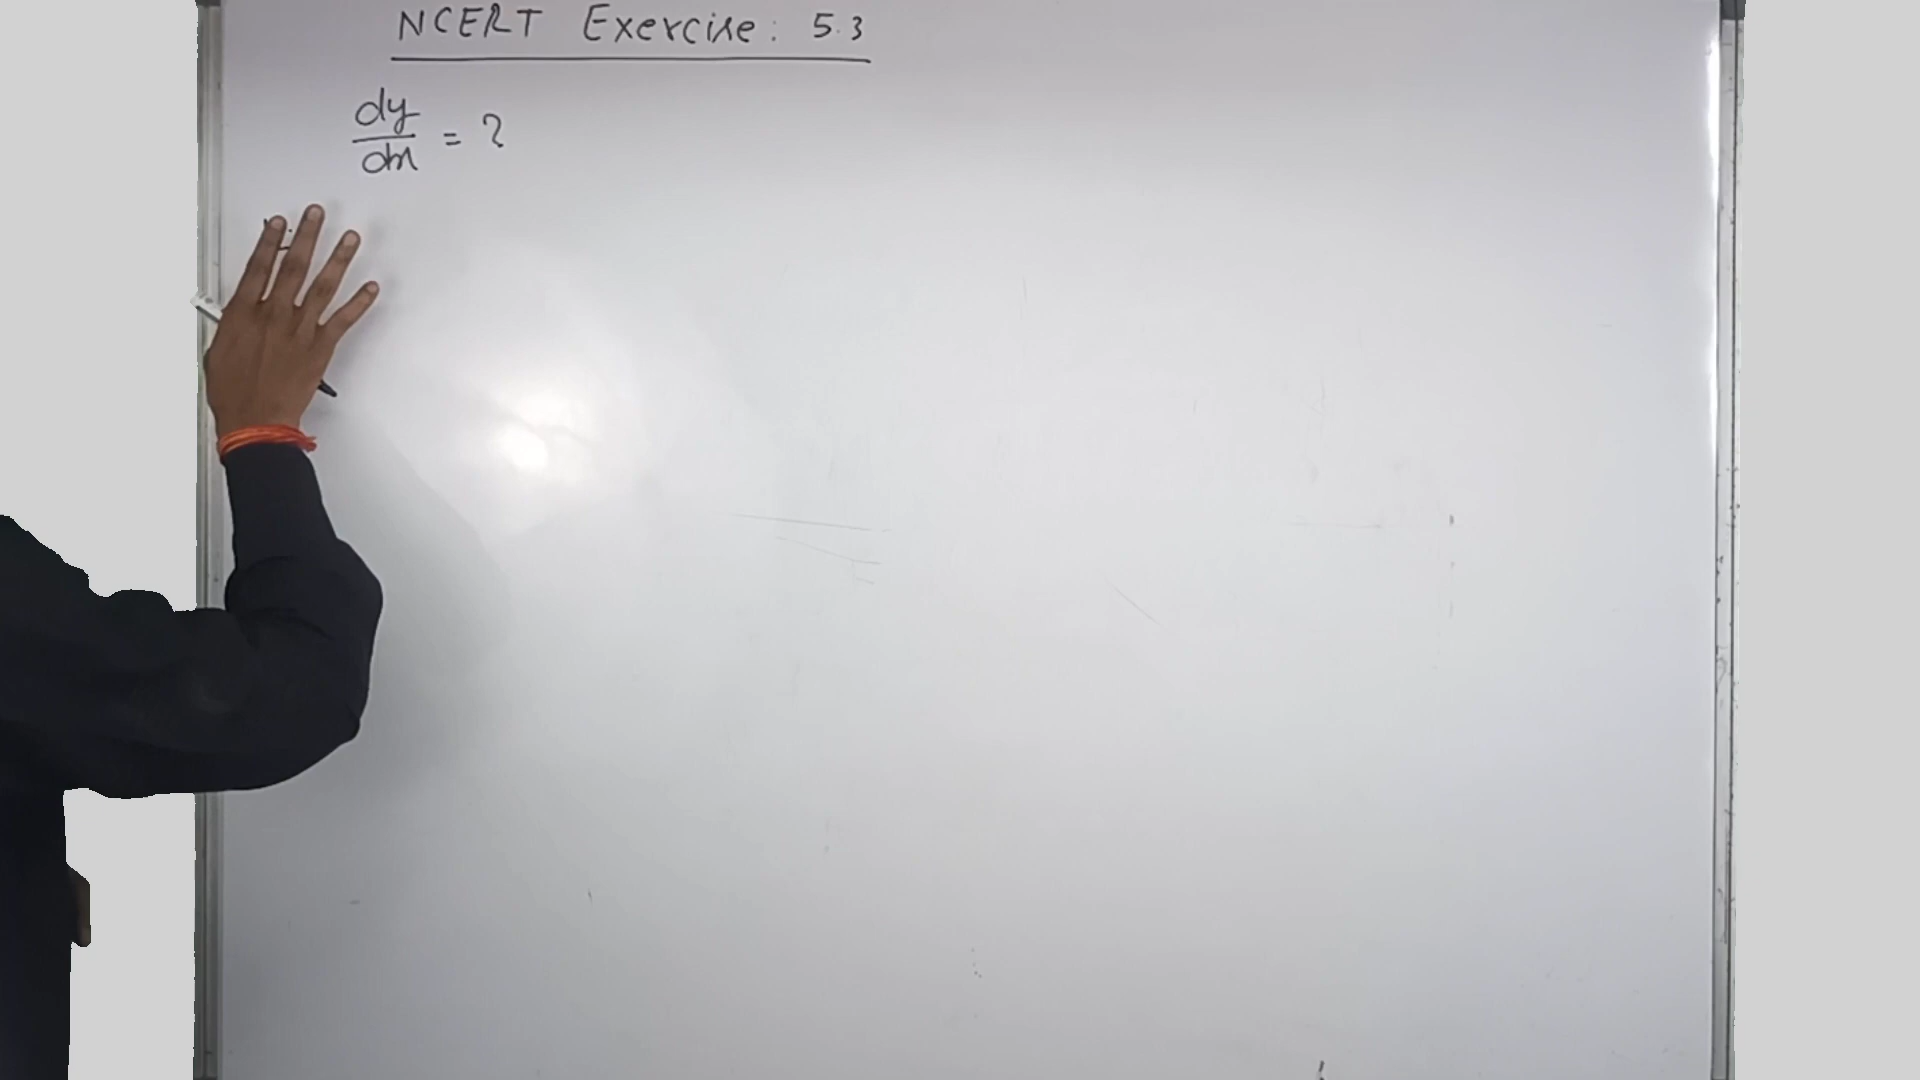 NCERT Exercise: 5.3
dy/dx = ?